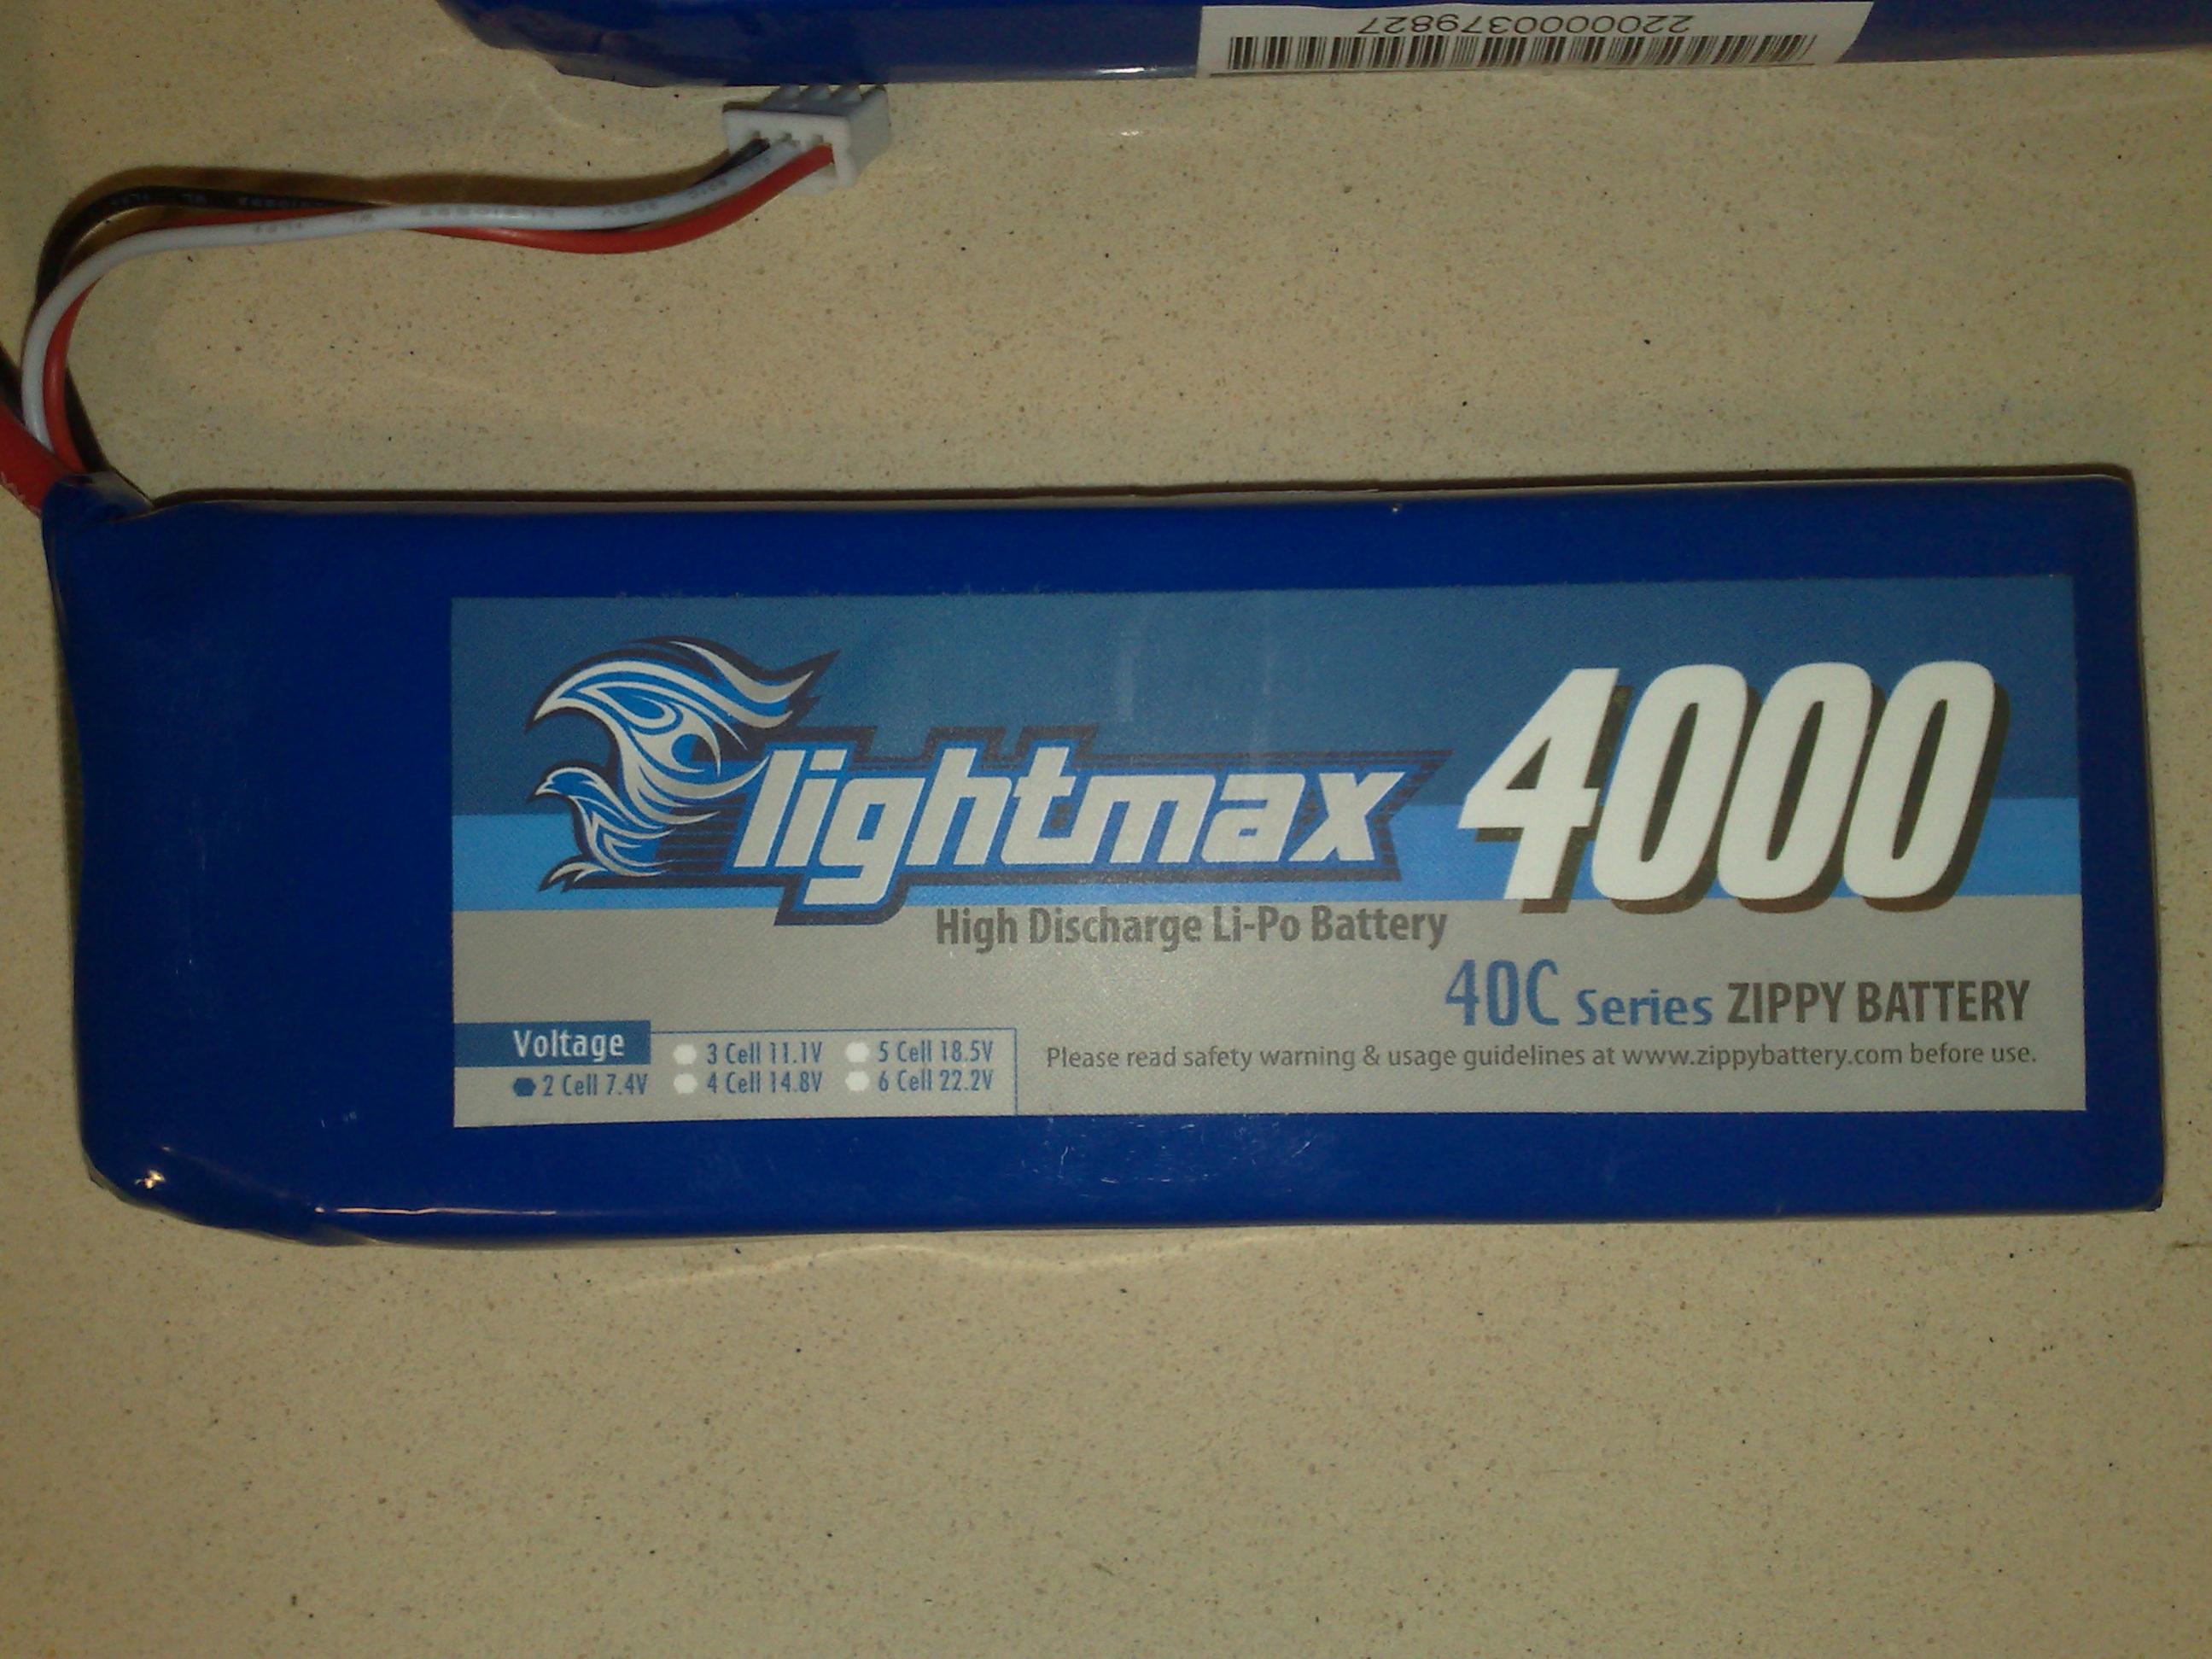 2200000379827
Flightmax 4000
High Discharge Li-Po Battery
40C Series ZIPPY BATTERY
Voltage
2 Cell 7.4V
3 Cell 11.1V
4 Cell 14.8V
5 Cell 18.5V
6 Cell 22.2V
Please read safety warning & usage guidelines at www.zippybattery.com before use.